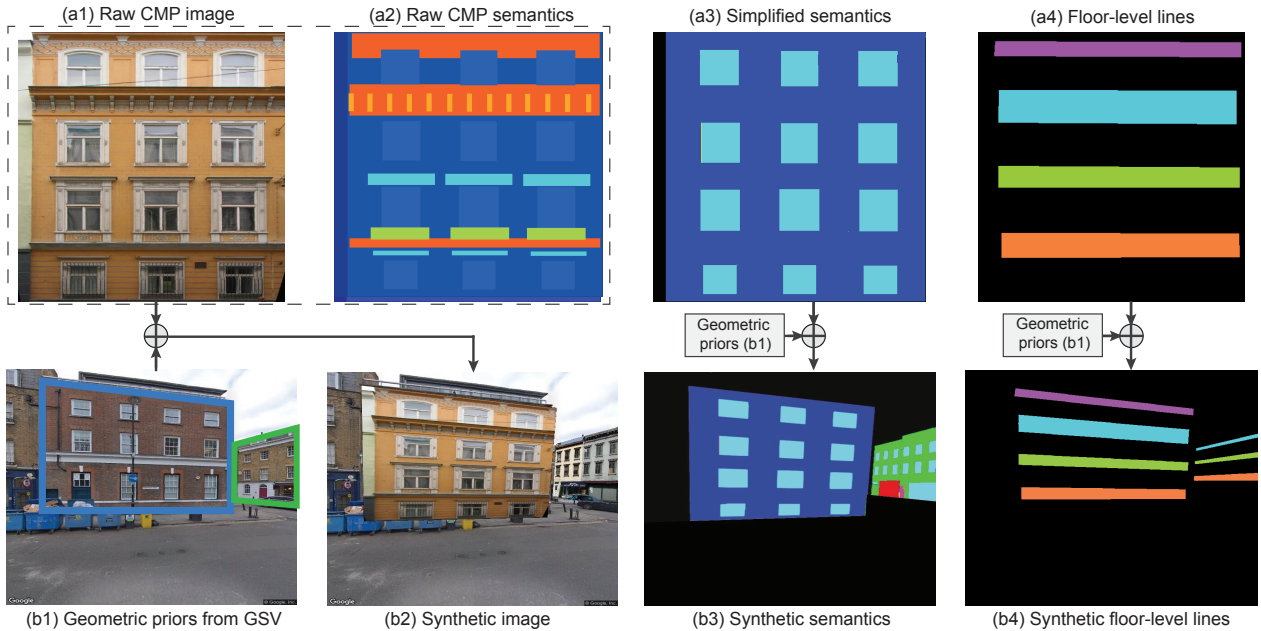 (a1) Raw CMP image
(a2) Raw CMP semantics
(a3) Simplified semantics
(a4) Floor-level lines
Geometric
priors (b1)
Geometric
priors (b1)
Google
© Google, Inc.
Google
© Google, Inc.
(b1) Geometric priors from GSV
(b2) Synthetic image
(b3) Synthetic semantics
(b4) Synthetic floor-level lines